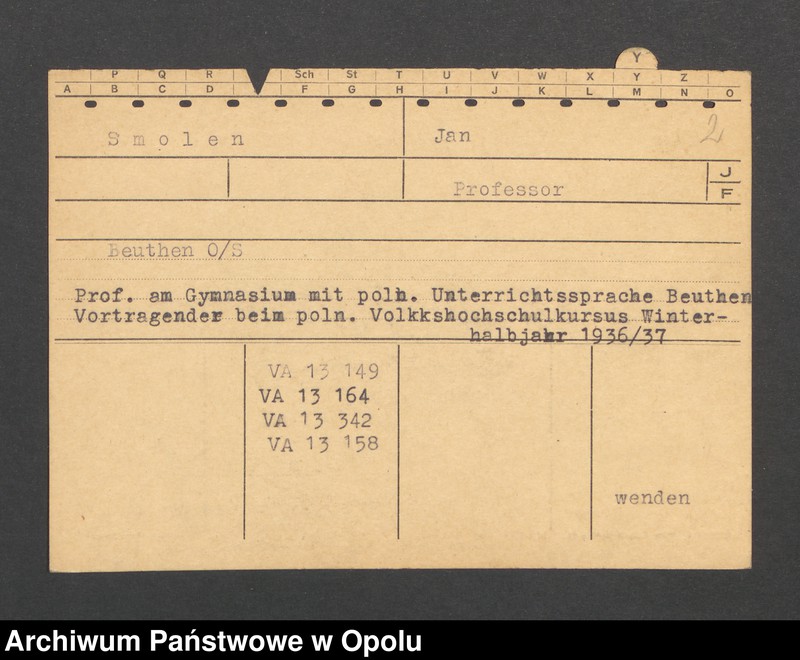 P Q R Sch St T U V W X Y Z
Y
A B C D F G H I J K L M N O
Smolen Jan 2
Professor J
F
Beuthen O/S
Prof. am Gymnasium mit poln. Unterrichtssprache Beuthen
Vortragender beim poln. Volkkshochschulkursus Winter-
halbjahr 1936/37
VA 13 149
VA 13 164
VA 13 342
VA 13 158
wenden
Archiwum Państwowe w Opolu